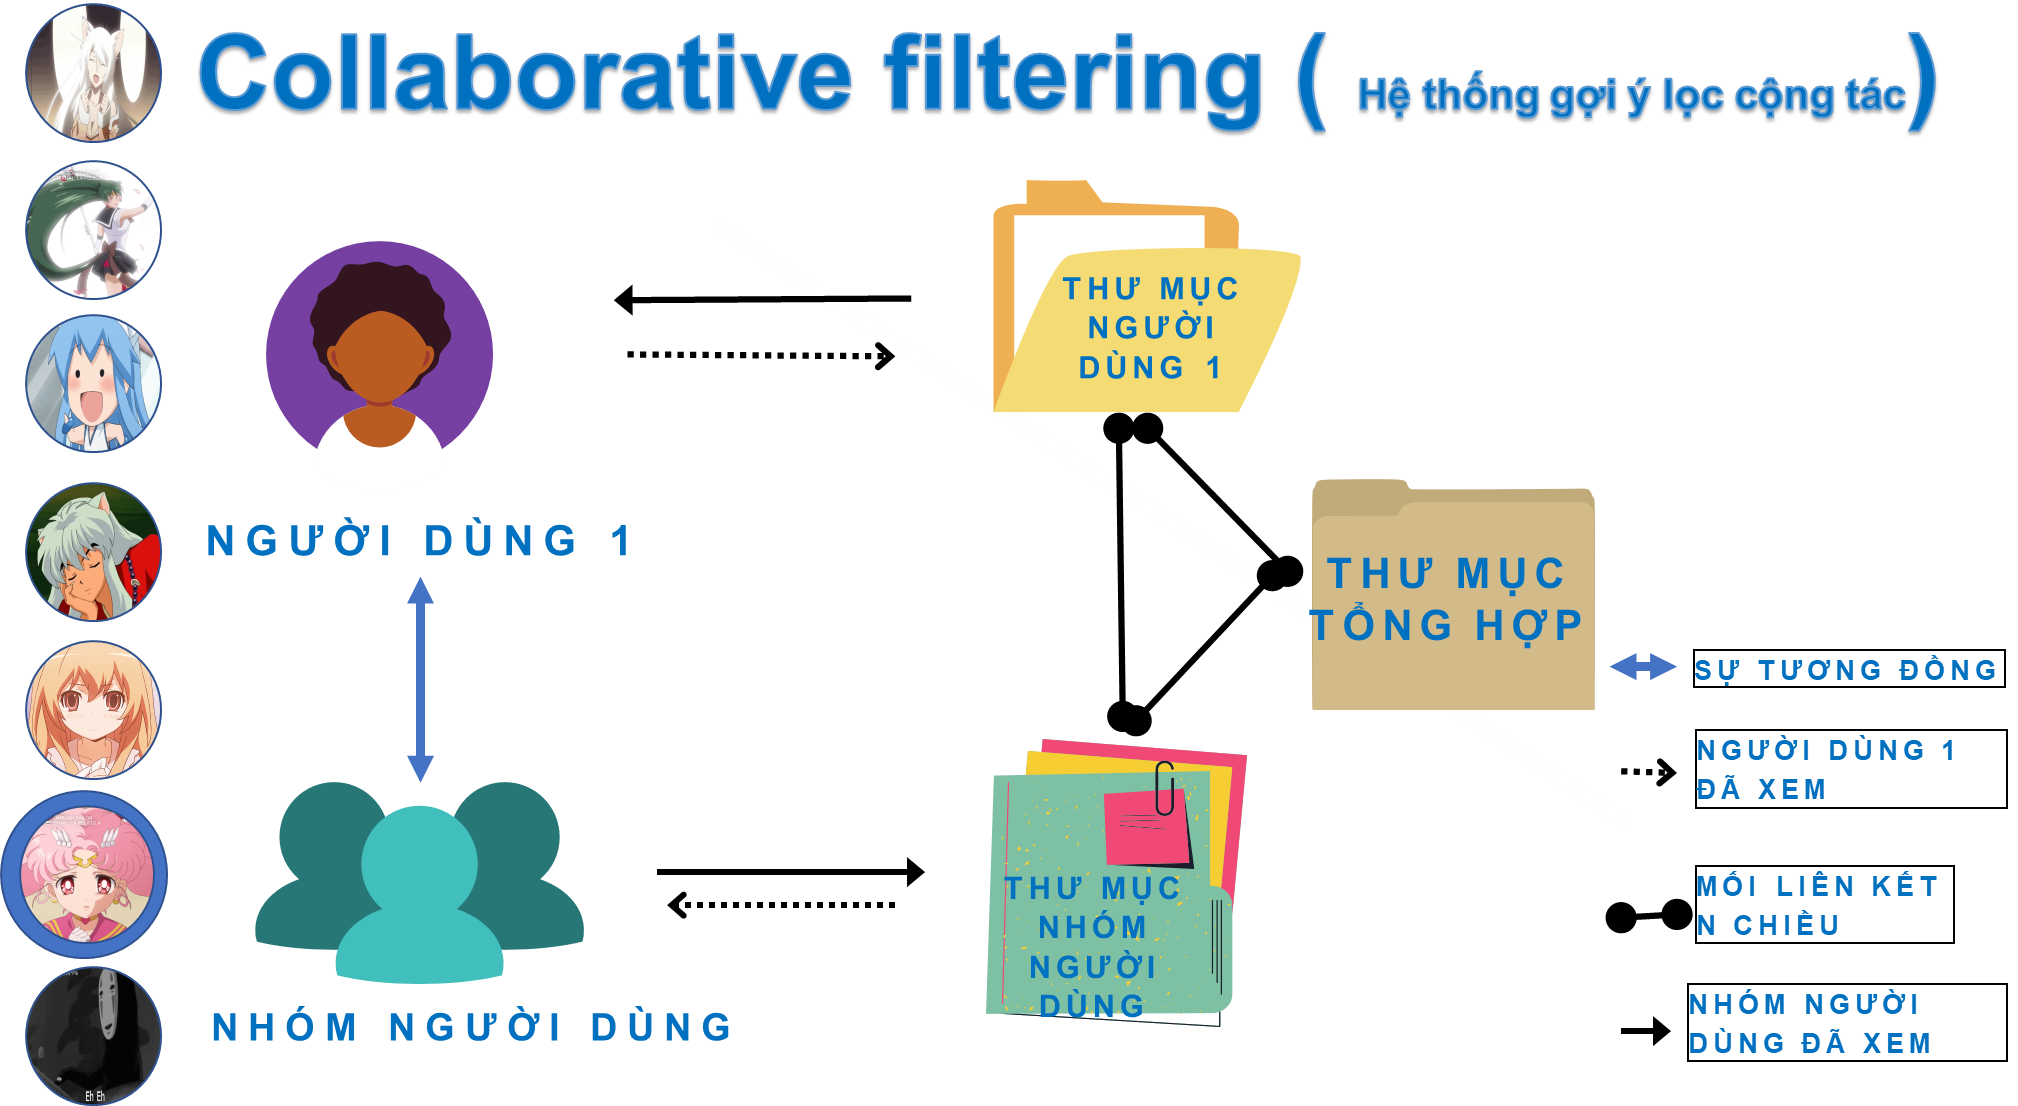 Collaborative filtering ( Hệ thống gợi ý lọc cộng tác)
THƯ MỤC
NGƯỜI
DÙNG 1
NGƯỜI DÙNG 1
THƯ MỤC
TỔNG HỢP
SỰ TƯƠNG ĐỒNG
NGƯỜI DÙNG 1
ĐÃ XEM
MỐI LIÊN KẾT
N CHIỀU
NHÓM NGƯỜI
DÙNG ĐÃ XEM
THƯ MỤC
NHÓM
NGƯỜI
DÙNG
NHÓM NGƯỜI DÙNG
Eh Eh